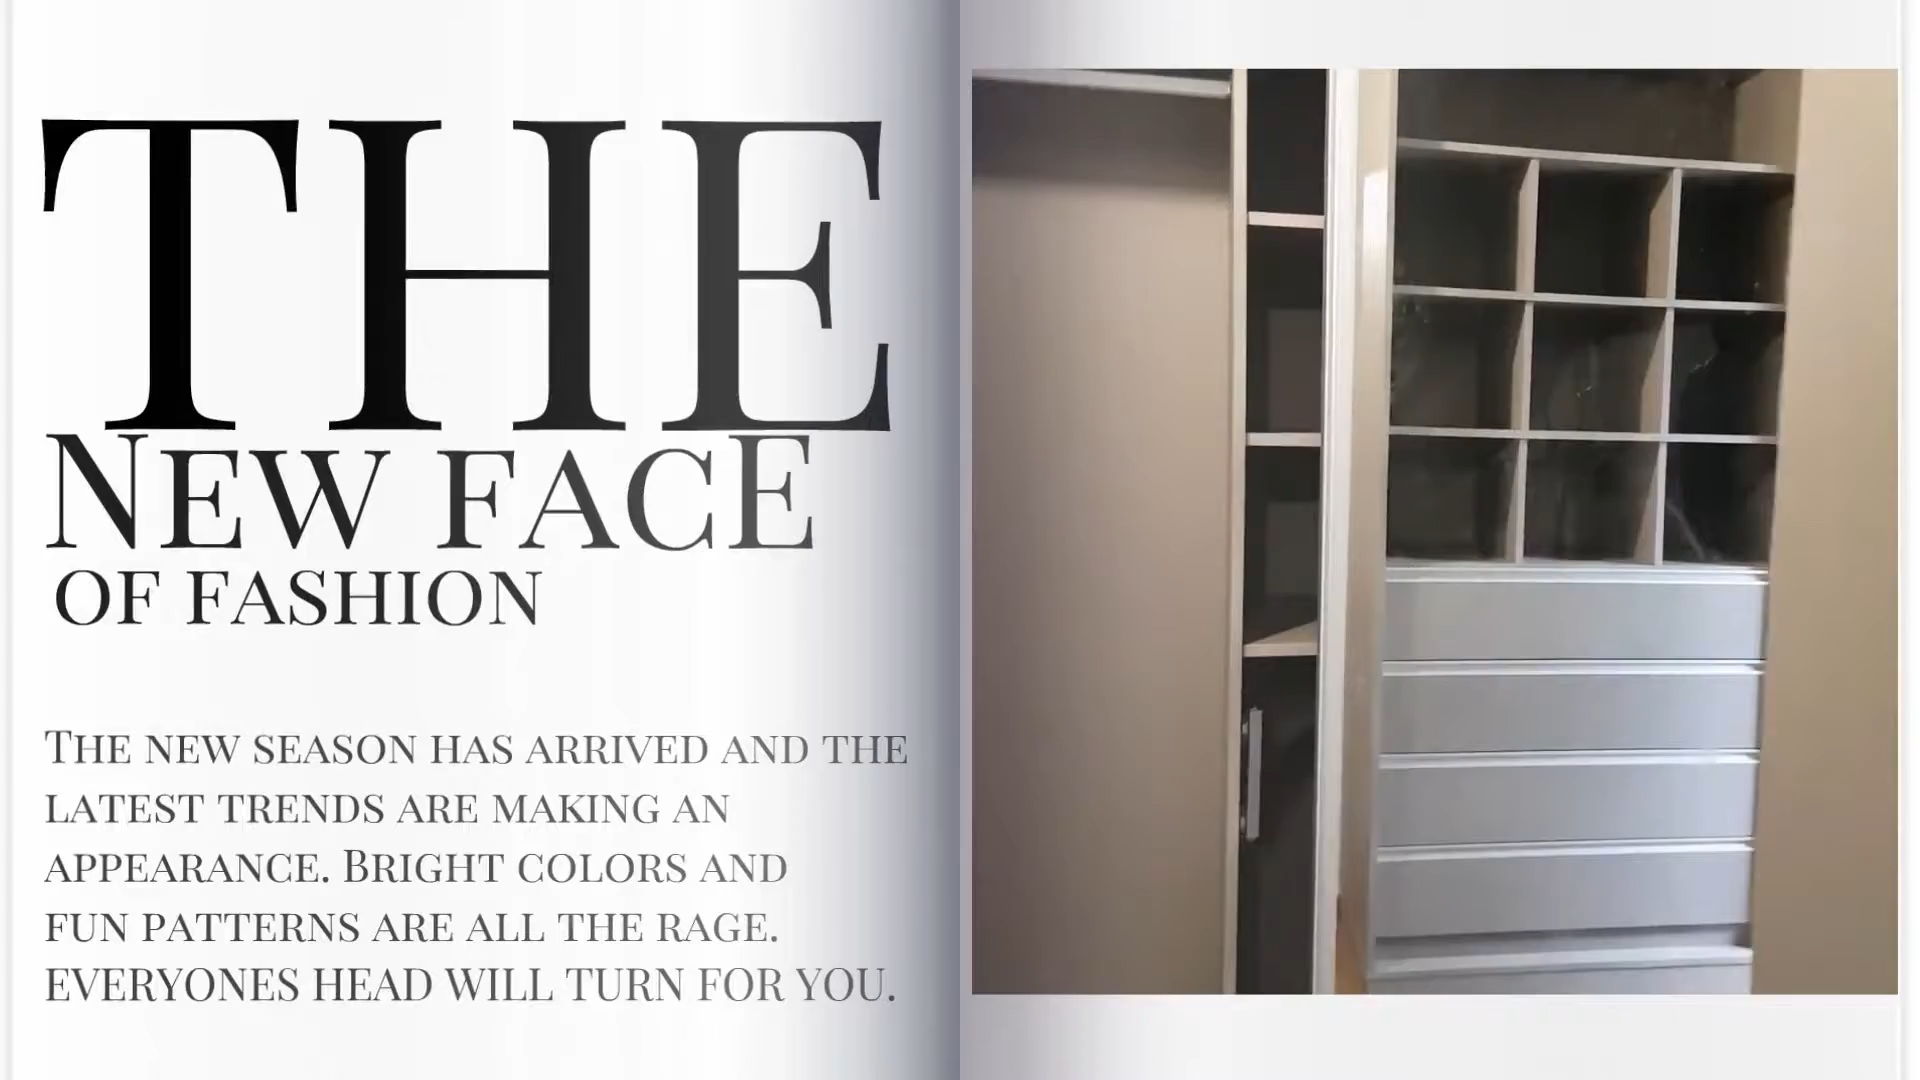 THE
NEW FACE
OF FASHION
THE NEW SEASON HAS ARRIVED AND THE
LATEST TRENDS ARE MAKING AN
APPEARANCE. BRIGHT COLORS AND
FUN PATTERNS ARE ALL THE RAGE.
EVERYONES HEAD WILL TURN FOR YOU.